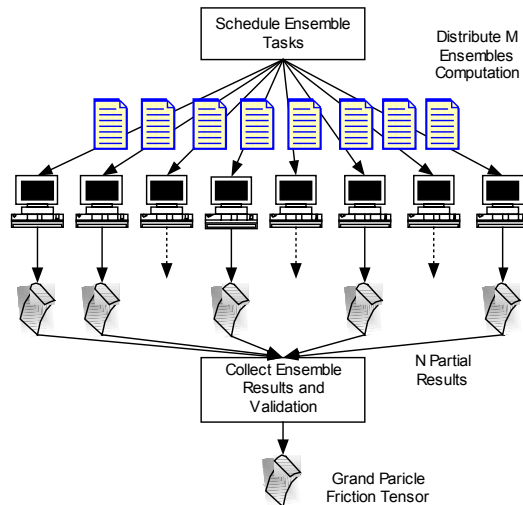 Schedule Ensemble
Tasks
Distribute M
Ensembles
Computation
Collect Ensemble
Results and
Validation
N Partial
Results
Grand Paricle
Friction Tensor